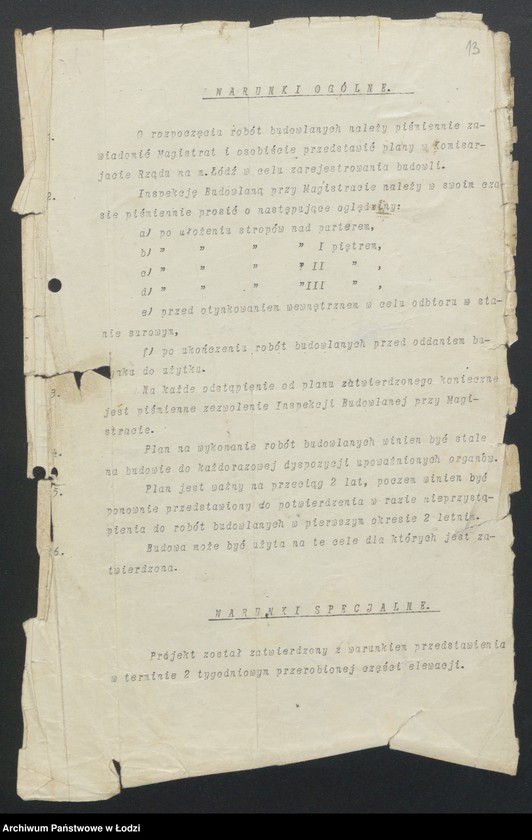 13
WARUNKI OGÓLNE.
1.
O rozpoczęciu robót budowlanych należy piśmiennie za-
wiadomić Magistrat i osobiście przedstawić plany w Komisar-
jacie Rządu na m.Łódź w celu zarejestrowania budowli.
2.
Inspekcję Budowlaną przy Magistracie należy w swoim cza-
sie piśmiennie prosić o następujące oględziny:
a/ po ułożeniu stropów nad parterem,
b/ " " " " I piętrem,
c/ " " " " II " ,
d/ " " " "III " ,
e/ przed otynkowaniem wewnętrznem w celu odbioru w sta-
nie surowym,
f/ po ukończeniu robót budowlanych przed oddaniem bu-
dynku do użytku.
3.
Na każde odstąpienie od planu zatwierdzonego konieczne
jest piśmienne zezwolenie Inspekcji Budowlanej przy Magi-
stracie.
4.
Plan na wykonanie robót budowlanych winien być stale
na budowie do każdorazowej dyspozycji upoważnionych organów.
5.
Plan jest ważny na przeciąg 2 lat, poczem winien być
ponownie przedstawiony do potwierdzenia w razie nieprzystą-
pienia do robót budowlanych w pierwszym okresie 2 letnim.
6.
Budowa może być użyta na te cele dla których jest za-
twierdzona.
WARUNKI SPECJALNE.
Projekt został zatwierdzony z warunkiem przedstawienia
w terminie 2 tygodniowym przerobionej części elewacji.
Archiwum Państwowe w Łodzi